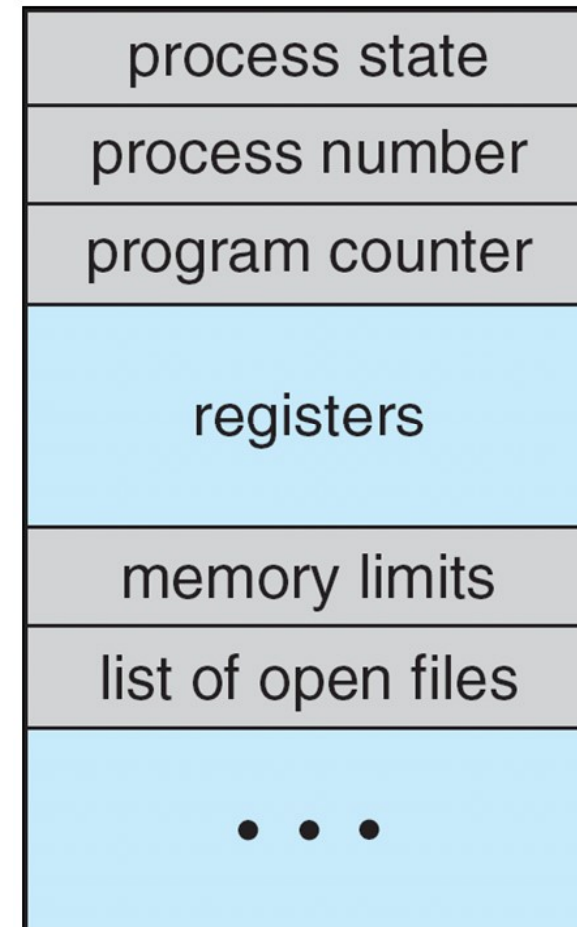 process state
process number
program counter
registers
memory limits
list of open files
• • •